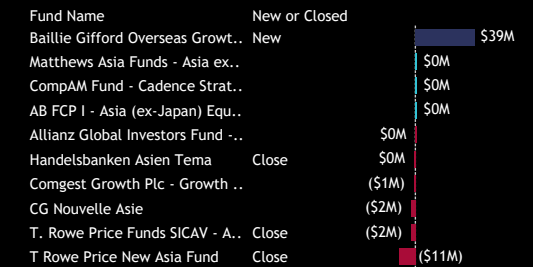 Fund Name New or Closed
Baillie Gifford Overseas Growt.. New $39M
Matthews Asia Funds - Asia ex.. $0M
CompAM Fund - Cadence Strat.. $0M
AB FCP I - Asia (ex-Japan) Equ.. $0M
Allianz Global Investors Fund -.. $0M
Handelsbanken Asien Tema Close $0M
Comgest Growth Plc - Growth .. ($1M)
CG Nouvelle Asie ($2M)
T. Rowe Price Funds SICAV - A.. Close ($2M)
T Rowe Price New Asia Fund Close ($11M)